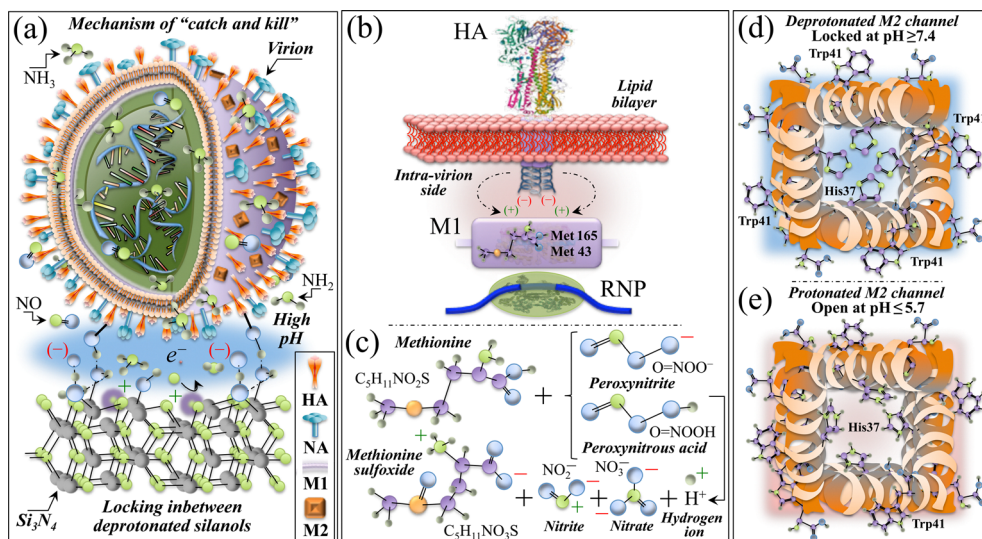 (a)
Mechanism of “catch and kill”
NH3
Virion
NO
NH2
High
pH
(−)
e−
(−)
+
+
HA
NA
M1
M2
Si3N4
Locking inbetween
deprotonated silanols
(b)
HA
Lipid
bilayer
Intra-virion
side
(−) (−)
(+) (+)
M1
Met 165
Met 43
RNP
(c)
Methionine
C5H11NO2S
+
−
O=NOO−
Peroxynitrite
O=NOOH
Peroxynitrous acid
+
Methionine
sulfoxide
−
C5H11NO3S
+
NO2−
−
+
Nitrite
+
NO3−
−
−
Nitrate
+
+
H+
Hydrogen
ion
(d)
Deprotonated M2 channel
Locked at pH ≥7.4
Trp41
Trp41
His37
Trp41
Trp41
(e)
Protonated M2 channel
Open at pH ≤ 5.7
His37
Trp41